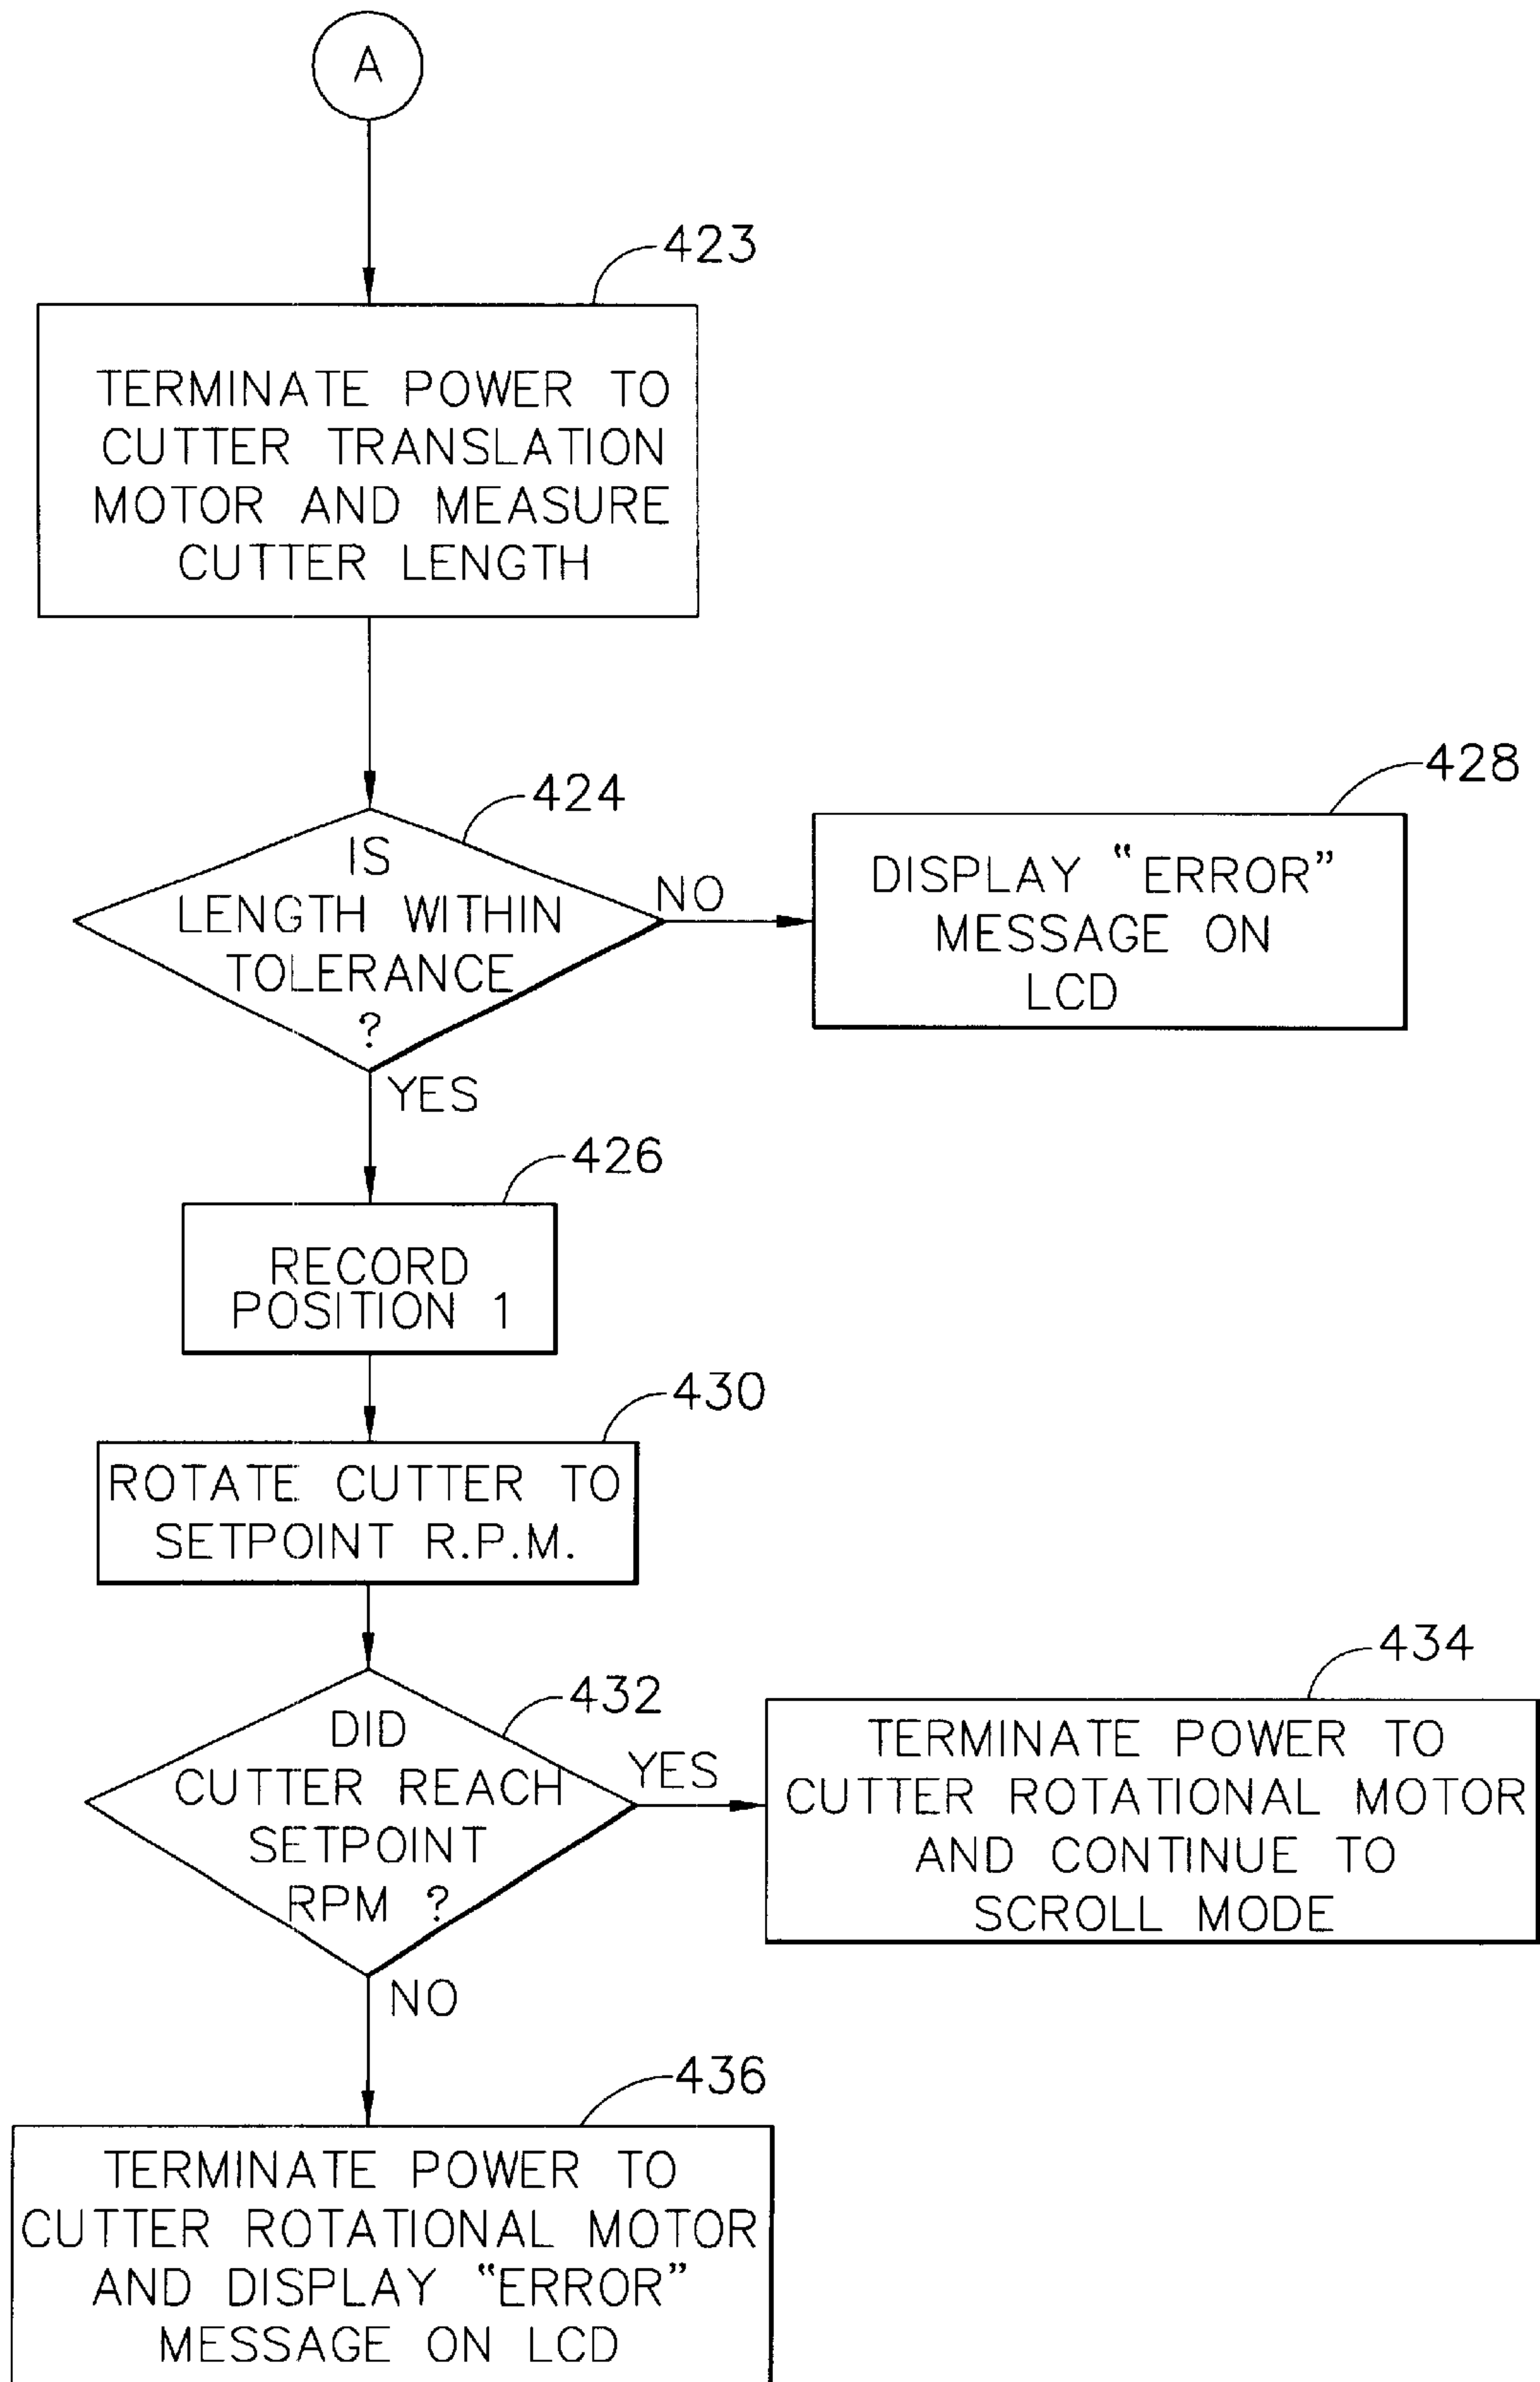 A
423
TERMINATE POWER TO
CUTTER TRANSLATION
MOTOR AND MEASURE
CUTTER LENGTH
424
IS
LENGTH WITHIN
TOLERANCE
?
NO
428
DISPLAY “ERROR”
MESSAGE ON
LCD
YES
426
RECORD
POSITION 1
430
ROTATE CUTTER TO
SETPOINT R.P.M.
432
DID
CUTTER REACH
SETPOINT
RPM ?
YES
434
TERMINATE POWER TO
CUTTER ROTATIONAL MOTOR
AND CONTINUE TO
SCROLL MODE
NO
436
TERMINATE POWER TO
CUTTER ROTATIONAL MOTOR
AND DISPLAY “ERROR”
MESSAGE ON LCD